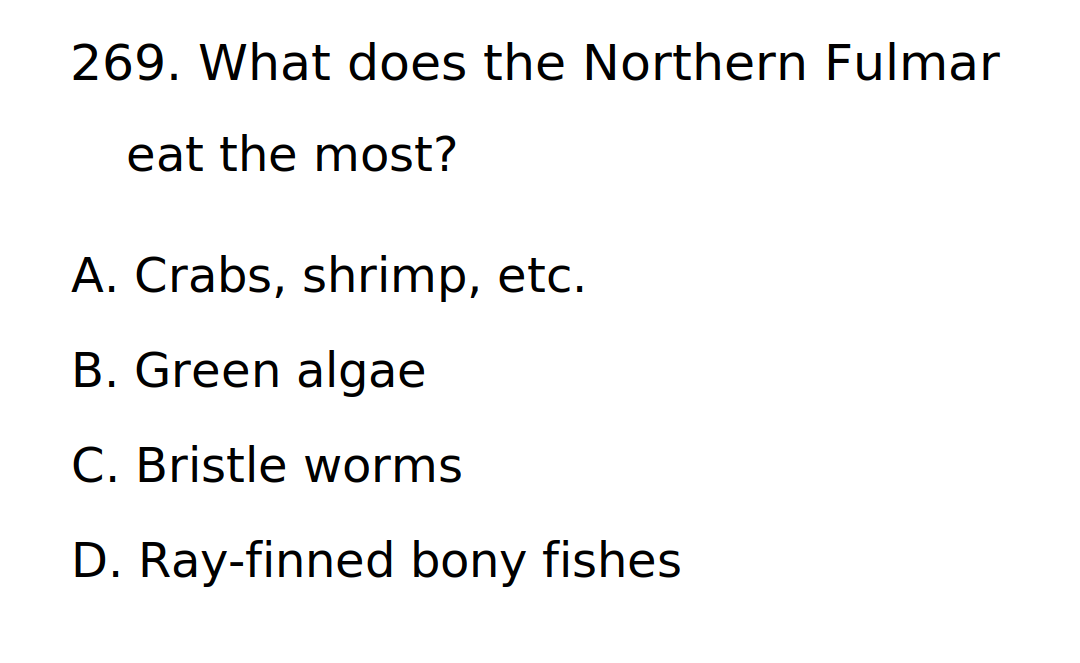 269. What does the Northern Fulmar
eat the most?
A. Crabs, shrimp, etc.
B. Green algae
C. Bristle worms
D. Ray-finned bony fishes